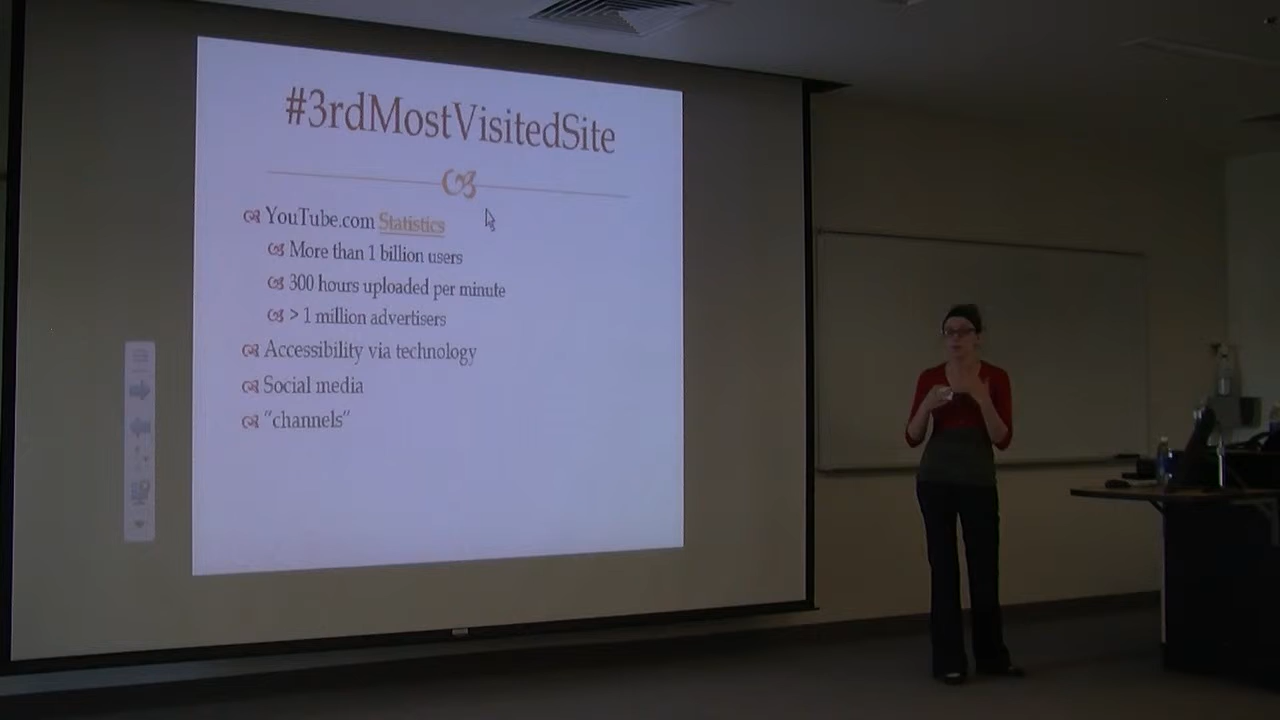 #3rdMostVisitedSite
YouTube.com Statistics
More than 1 billion users
300 hours uploaded per minute
> 1 million advertisers
Accessibility via technology
Social media
"channels"